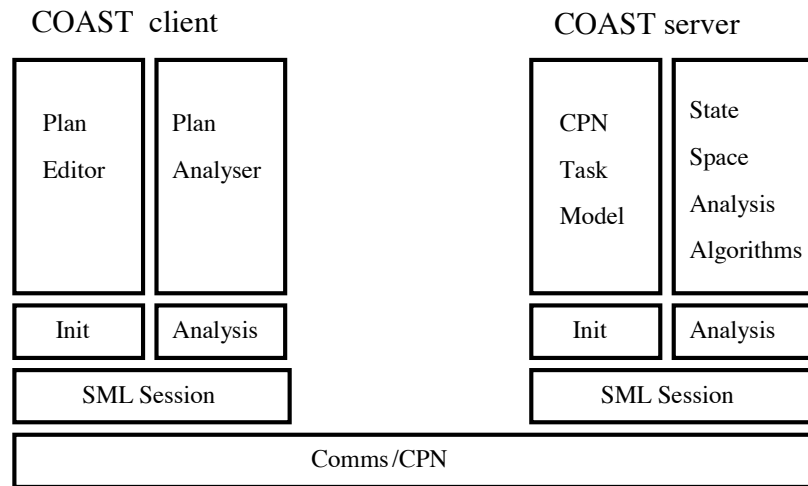 COAST client
COAST server
Plan
Editor
Plan
Analyser
CPN
Task
Model
State
Space
Analysis
Algorithms
Init
Analysis
Init
Analysis
SML Session
SML Session
Comms/CPN